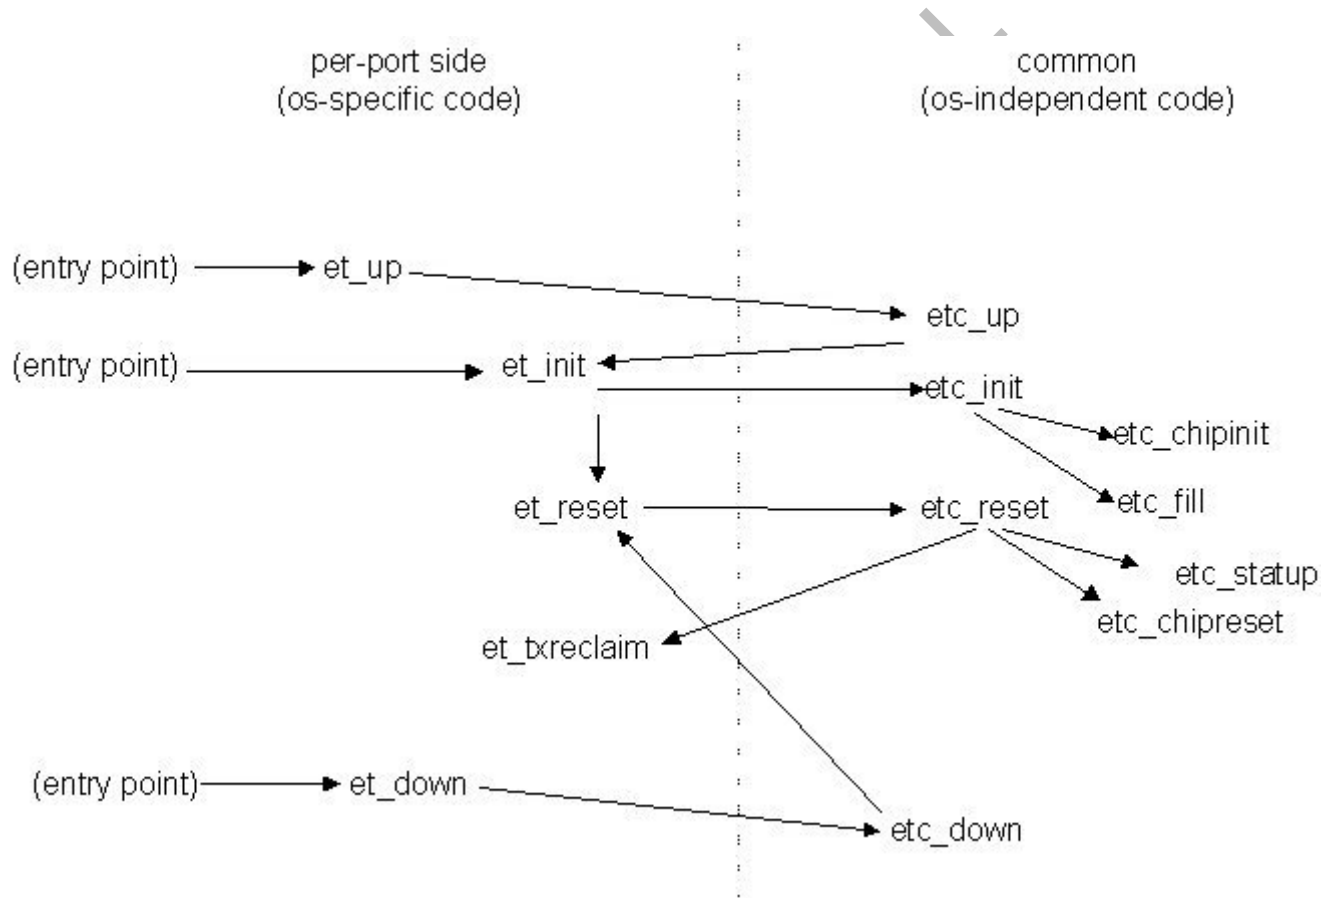 per-port side
(os-specific code)
common
(os-independent code)
(entry point)
et_up
etc_up
(entry point)
et_init
etc_init
etc_chipinit
etc_fill
et_reset
etc_reset
etc_statup
etc_chipreset
et_txreclaim
(entry point)
et_down
etc_down